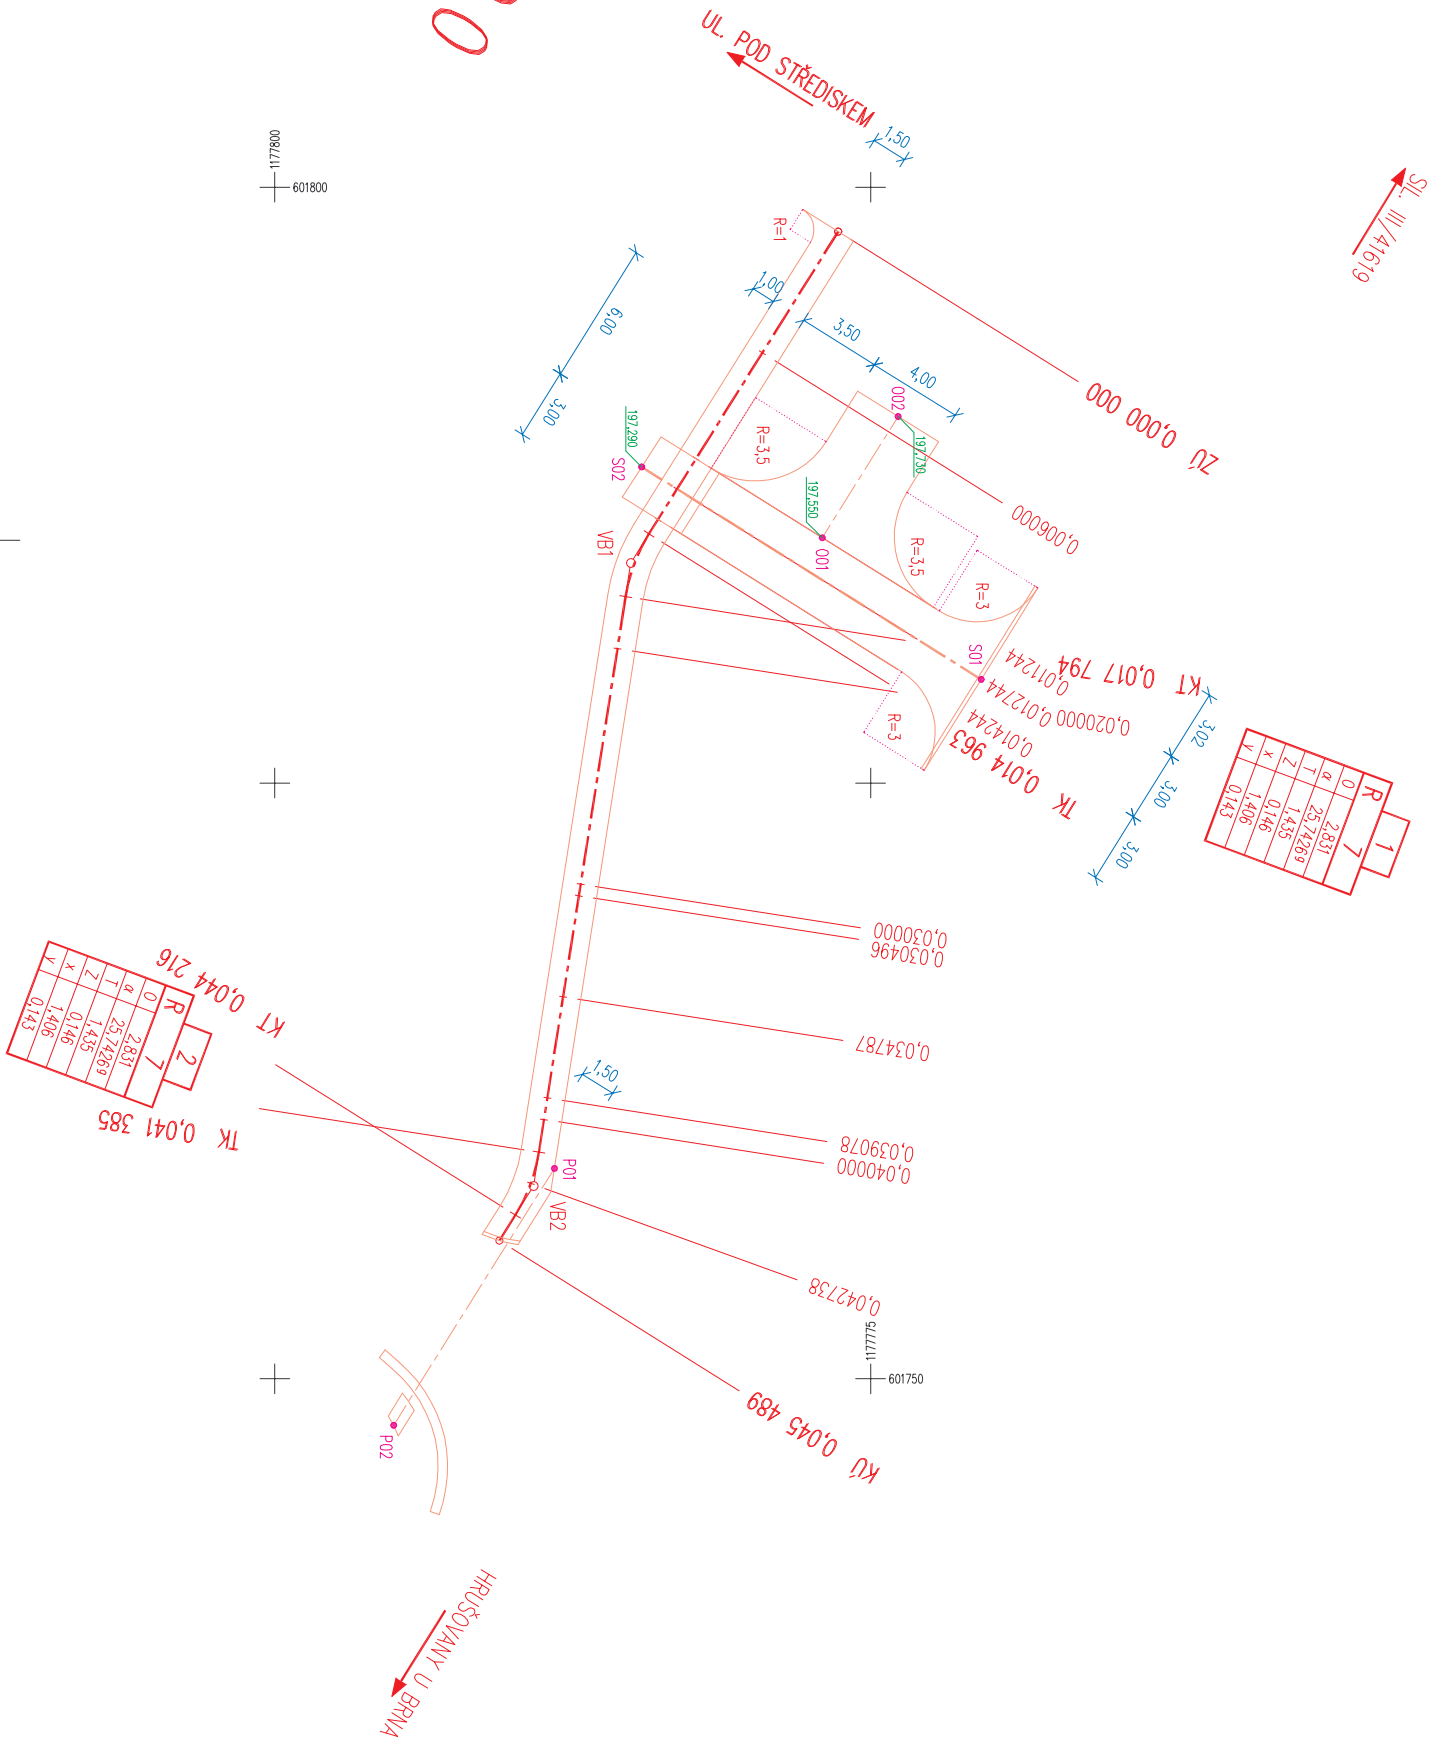 0
UL. POD STŘEDISKEM
1,50
SIL. III/41619
1177800
601800
R=1
1,00
6,00
3,00
3,50
4,00
ZÚ 0,000 000
0,006000
002
197,730
197,550
001
R=3,5
R=3,5
R=3
197,290
S02
VB1
S01
KT 0,017 794
0,011244
0,020000
0,012744
0,014244
TK 0,014 963
R=3
3,02
3,00
3,00
1
R 7
O 2,831
α 25,7426g
T 1,435
Z 0,146
x 1,406
y 0,143
0,030000
0,030496
0,034787
1,50
0,039078
0,040000
P01
VB2
0,042738
KT 0,044 216
2
R 7
O 2,831
α 25,7426g
T 1,435
Z 0,146
x 1,406
y 0,143
TK 0,041 385
1177775
601750
KÚ 0,045 489
P02
HRUŠOVANY U BRNA